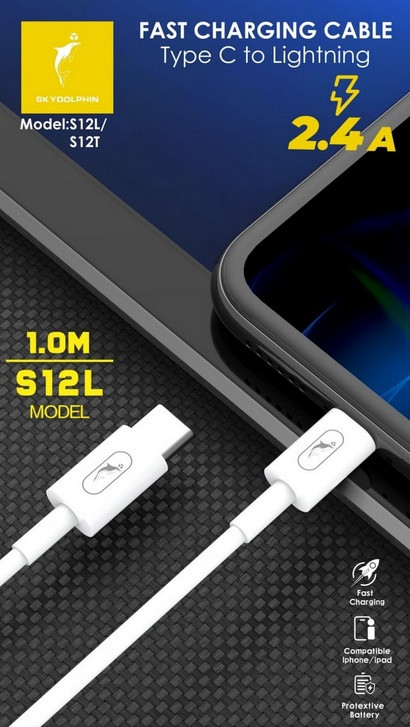 FAST CHARGING CABLE
Type C to Lightning
SKYDOLPHIN
Model:S12L/
S12T
2.4A
1.0M
S12L
MODEL
Fast
Charging
Compatible
Iphone/ipad
Protextive
Battery